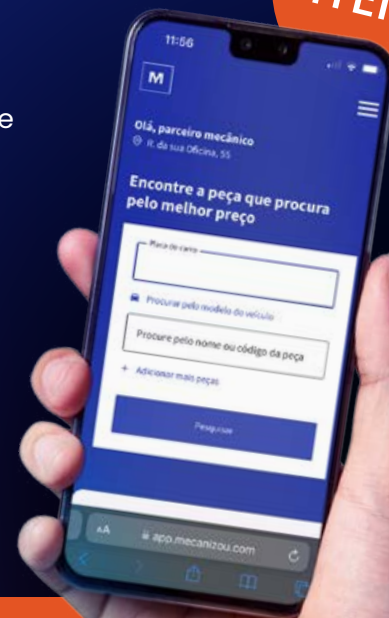 11:56
M
Olá, parceiro mecânico
R. da sua Oficina, 55
Encontre a peça que procura
pelo melhor preço
Placa do carro
Procurar pelo modelo do veículo
Procure pelo nome ou código da peça
+ Adicionar mais peças
Pesquisar
AA
app.mecanizou.com